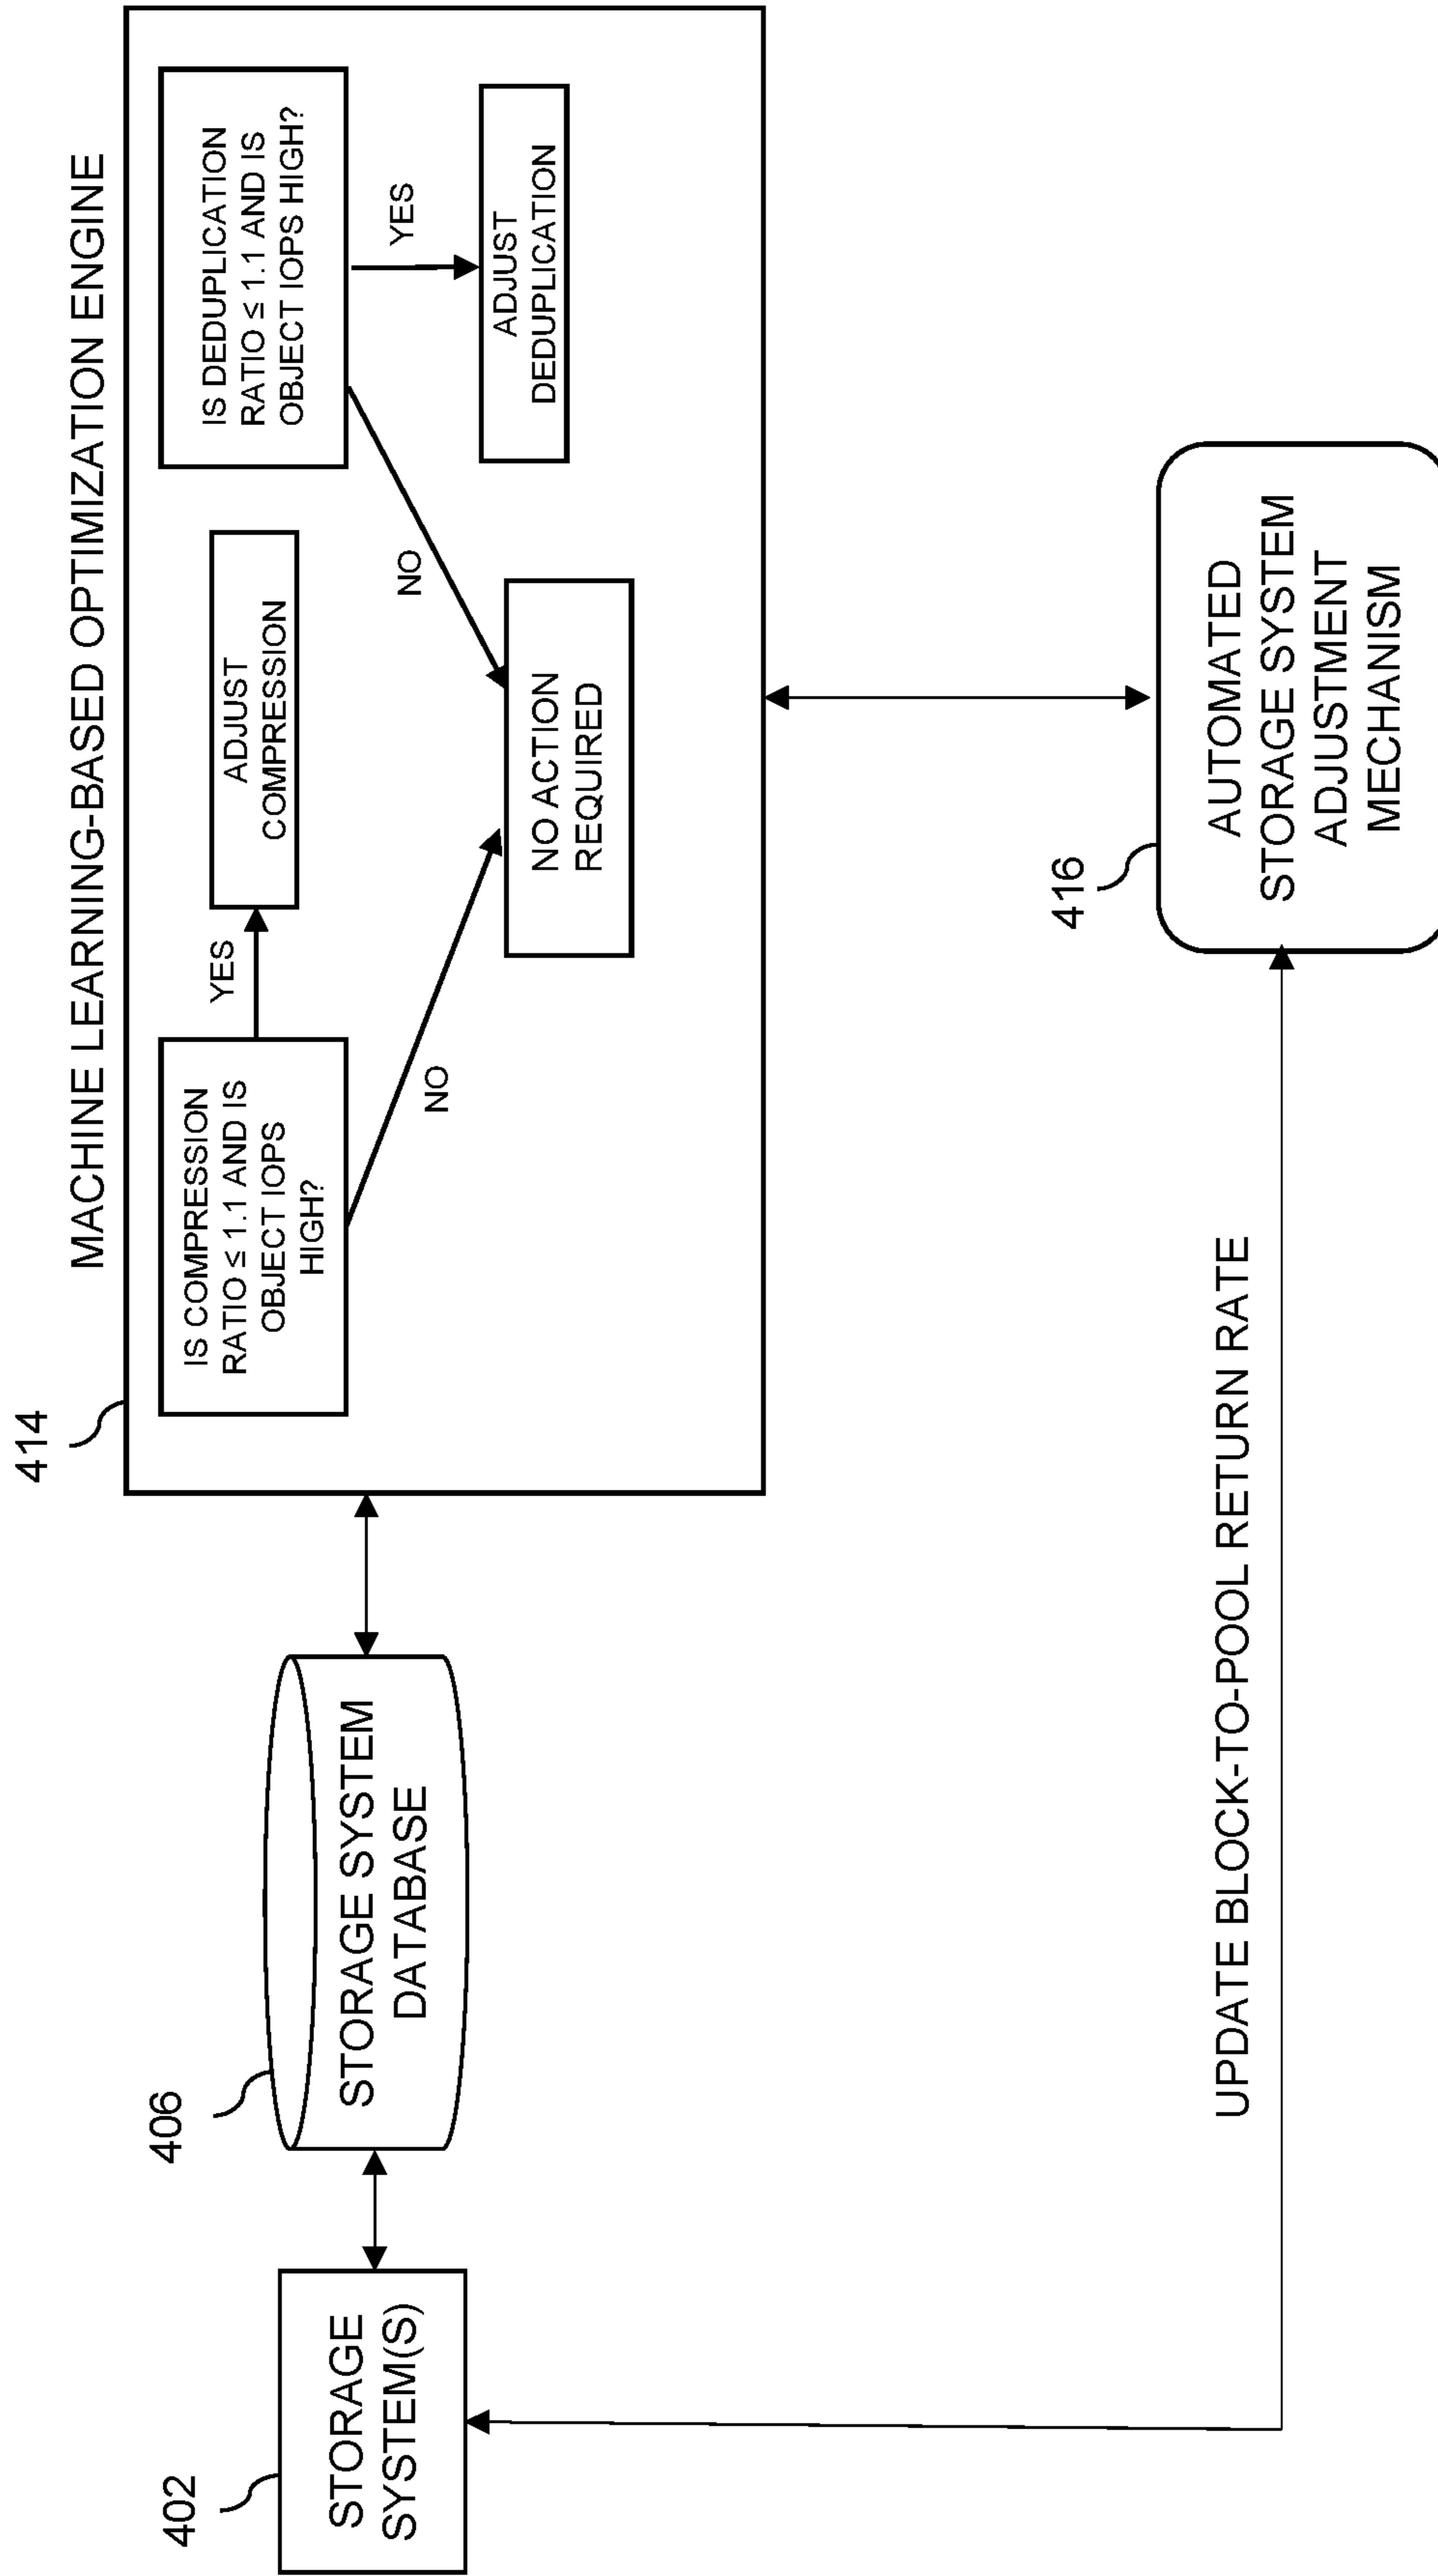 414
MACHINE LEARNING-BASED OPTIMIZATION ENGINE
402
STORAGE
SYSTEM(S)
406
STORAGE SYSTEM
DATABASE
IS COMPRESSION
RATIO ≤ 1.1 AND IS
OBJECT IOPS
HIGH?
YES
ADJUST
COMPRESSION
NO
IS DEDUPLICATION
RATIO ≤ 1.1 AND IS
OBJECT IOPS HIGH?
YES
ADJUST
DEDUPLICATION
NO
NO ACTION
REQUIRED
UPDATE BLOCK-TO-POOL RETURN RATE
416
AUTOMATED
STORAGE SYSTEM
ADJUSTMENT
MECHANISM